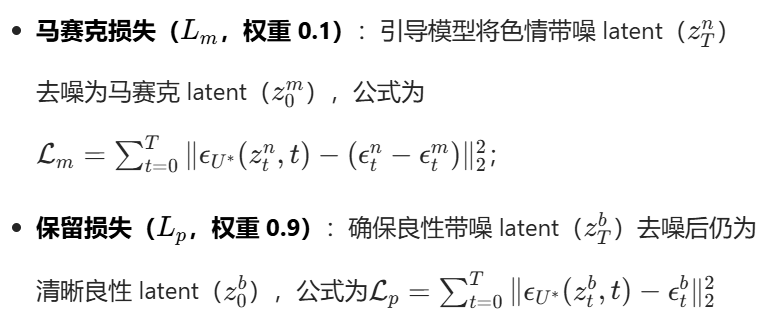 • 马赛克损失（$L_m$，权重 0.1）：引导模型将色情带噪 latent（$z_T^n$）
去噪为马赛克 latent（$z_0^m$），公式为
$\mathcal{L}_m = \sum_{t=0}^{T} \|\epsilon_{U^*}(z_t^n, t) - (\epsilon_t^n - \epsilon_t^m)\|_2^2$;
• 保留损失（$L_p$，权重 0.9）：确保良性带噪 latent（$z_T^b$）去噪后仍为
清晰良性 latent（$z_0^b$），公式为$\mathcal{L}_p = \sum_{t=0}^{T} \|\epsilon_{U^*}(z_t^b, t) - \epsilon_t^b\|_2^2$